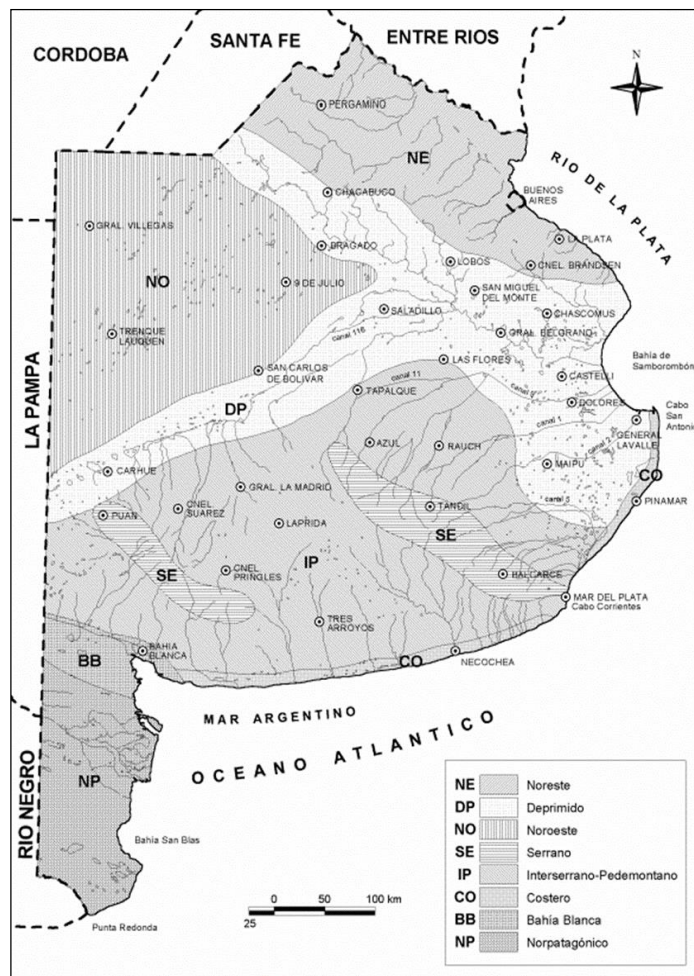 CORDOBA
SANTA FE
ENTRE RIOS
PERGAMINO
NE
RIO DE LA PLATA
BUENOS
AIRES
CHACABUCO
GRAL. VILLEGAS
LA PLATA
BRAGADO
LOBOS
CNEL. BRANDSEN
NO
9 DE JULIO
SAN MIGUEL
DEL MONTE
SALADILLO
CHASCOMUS
TRENQUE
LAUQUEN
canal 116
GRAL. BELGRANO
LAS FLORES
Bahía de
Samborombón
SAN CARLOS
DE BOLIVAR
canal 11
CASTELLI
LA PAMPA
TAPALQUE
DP
DOLORES
Cabo
San
Antonio
canal 1
GENERAL
LAVALLE
canal 2
AZUL
RAUCH
CARHUE
MAIPU
CO
GRAL. LA MADRID
canal 5
PINAMAR
PUAN
CNEL
SUAREZ
TANDIL
LAPRIDA
SE
SE
CNEL
PRINGLES
IP
BALCARCE
MAR DEL PLATA
Cabo Corrientes
TRES
ARROYOS
BAHIA
BLANCA
BB
CO
NECOCHEA
MAR ARGENTINO
OCEANO ATLANTICO
RIO NEGRO
NP
Bahía San Blas
Punta Redonda
0 50 100 km
25
NE Noreste
DP Deprimido
NO Noroeste
SE Serrano
IP Interserrano-Pedemontano
CO Costero
BB Bahía Blanca
NP Norpatagónico